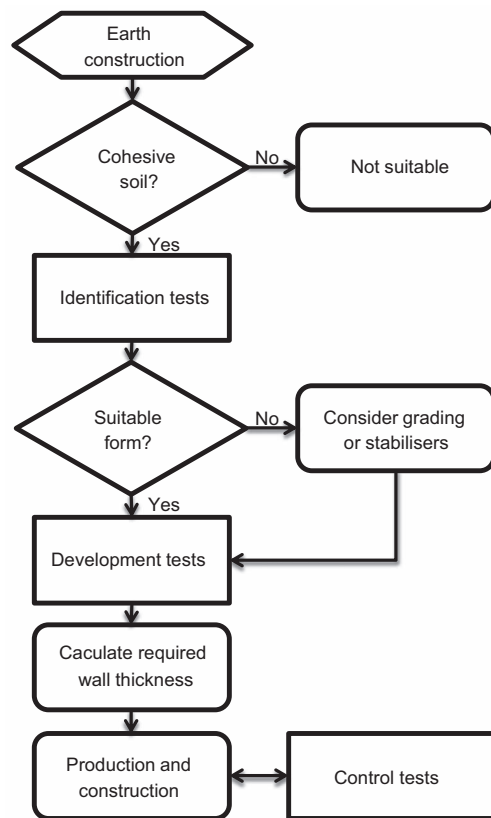 Earth
construction
Cohesive
soil?
No
Not suitable
Yes
Identification tests
Suitable
form?
No
Consider grading
or stabilisers
Yes
Development tests
Caculate required
wall thickness
Production and
construction
Control tests